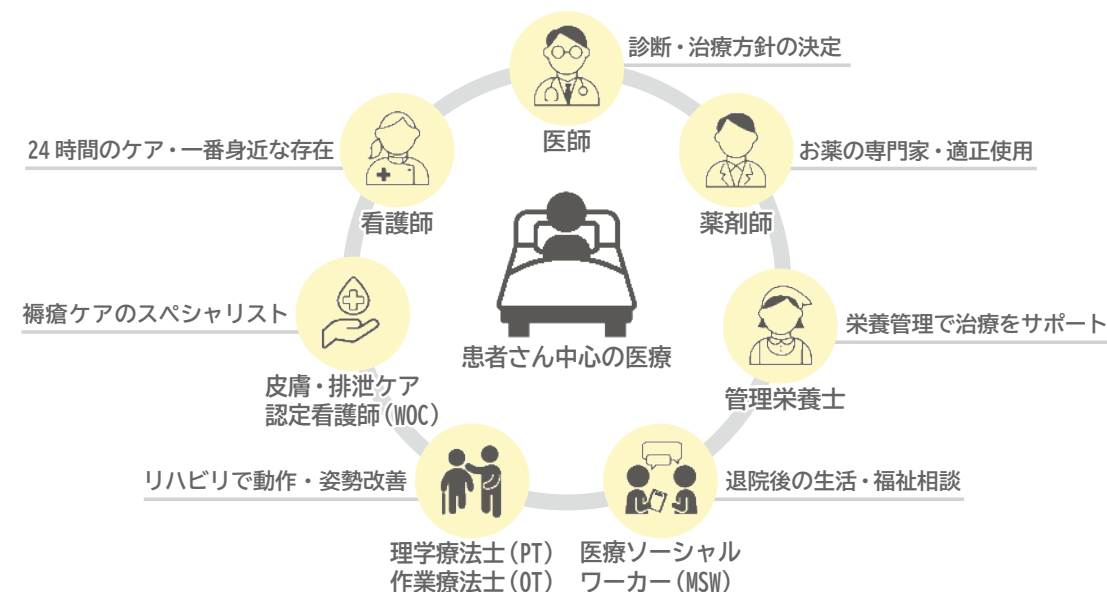 診断・治療方針の決定
医師
24時間のケア・一番身近な存在
看護師
お薬の専門家・適正使用
薬剤師
褥瘡ケアのスペシャリスト
皮膚・排泄ケア
認定看護師(WOC)
患者さん中心の医療
栄養管理で治療をサポート
管理栄養士
リハビリで動作・姿勢改善
理学療法士(PT)
作業療法士(OT)
退院後の生活・福祉相談
医療ソーシャル
ワーカー(MSW)